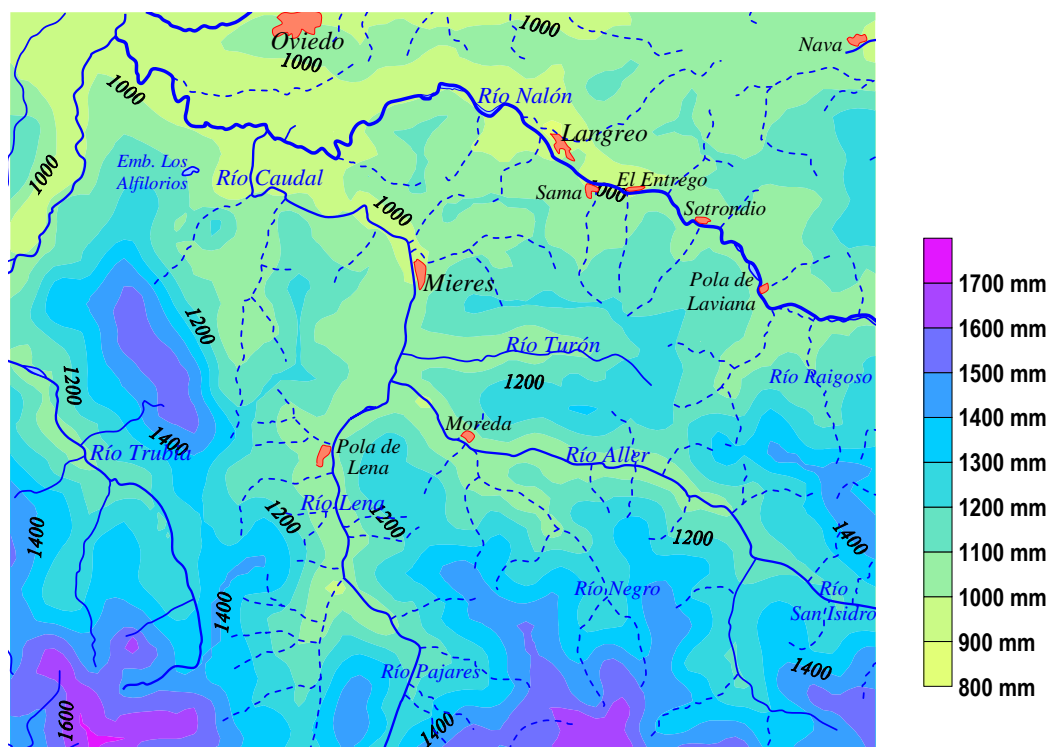 1000
Oviedo
1000
Nava
1000
Río Nalón
Langreo
1000
Emb. Los
Alfilorios
Río Caudal
Sama
El Entrego
1000
Sotrondio
1000
Mieres
Pola de
Laviana
1200
Río Turón
1200
1200
Río Raigoso
Moreda
1400
Río Trubia
Pola de
Lena
Río Aller
Río Lena
1200
1200
1400
1200
1400
Río Negro
Río
San Isidro
1400
Río Pajares
1400
1600
1400
1700 mm
1600 mm
1500 mm
1400 mm
1300 mm
1200 mm
1100 mm
1000 mm
900 mm
800 mm